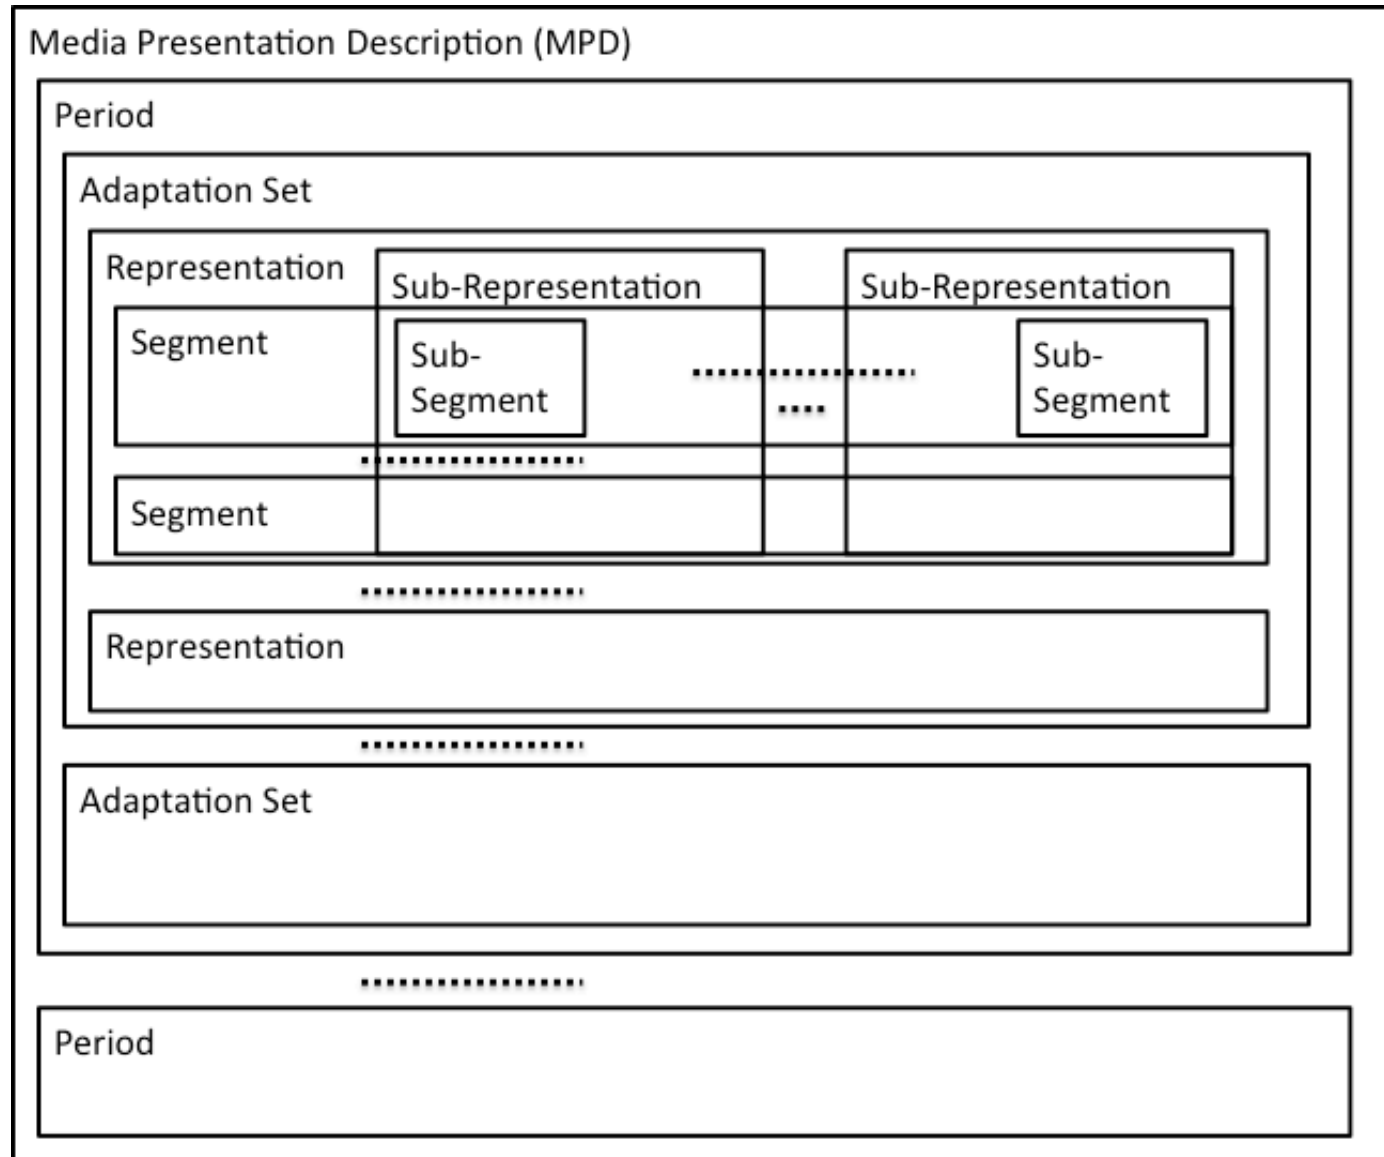 Media Presentation Description (MPD)
Period
Adaptation Set
Representation
Sub-Representation
Sub-Representation
Segment
Sub-
Segment
Sub-
Segment
Segment
Representation
Adaptation Set
Period